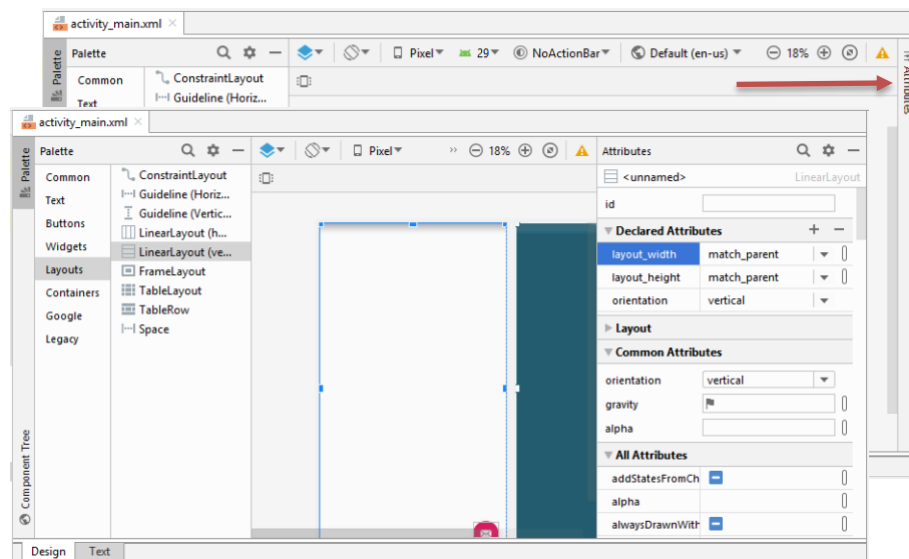 activity_main.xml
Palette
Pixel 29 NoActionBar Default (en-us) 18%
Palette
Common ConstraintLayout
Text Guideline (Horiz...
Attributes
activity_main.xml
Palette
Palette
Pixel >> 18%
Attributes
Common
Text
Buttons
Widgets
Layouts
Containers
Google
Legacy
ConstraintLayout
Guideline (Horiz...
Guideline (Vertic...
LinearLayout (h...
LinearLayout (ve...
FrameLayout
TableLayout
TableRow
Space
<unnamed> LinearLayout
id
Declared Attributes
layout_width match_parent
layout_height match_parent
orientation vertical
Layout
Common Attributes
orientation vertical
gravity
alpha
All Attributes
addStatesFromCh
alpha
alwaysDrawnWith
Component Tree
Design Text